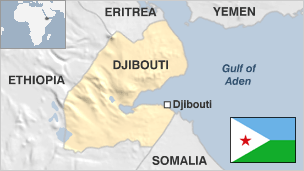 ERITREA
YEMEN
DJIBOUTI
Gulf of
Aden
ETHIOPIA
Djibouti
SOMALIA